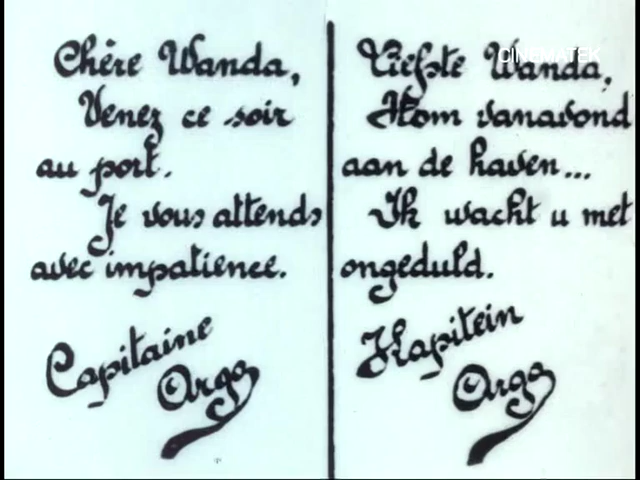 Chère Wanda,
Venez ce soir
au port.
Je vous attends
avec impatience.
Capitaine
Argo
CINEMATEK
Liefste Wanda,
Kom vanavond
aan de haven...
Ik wacht u met
ongeduld.
Kapitein
Argo